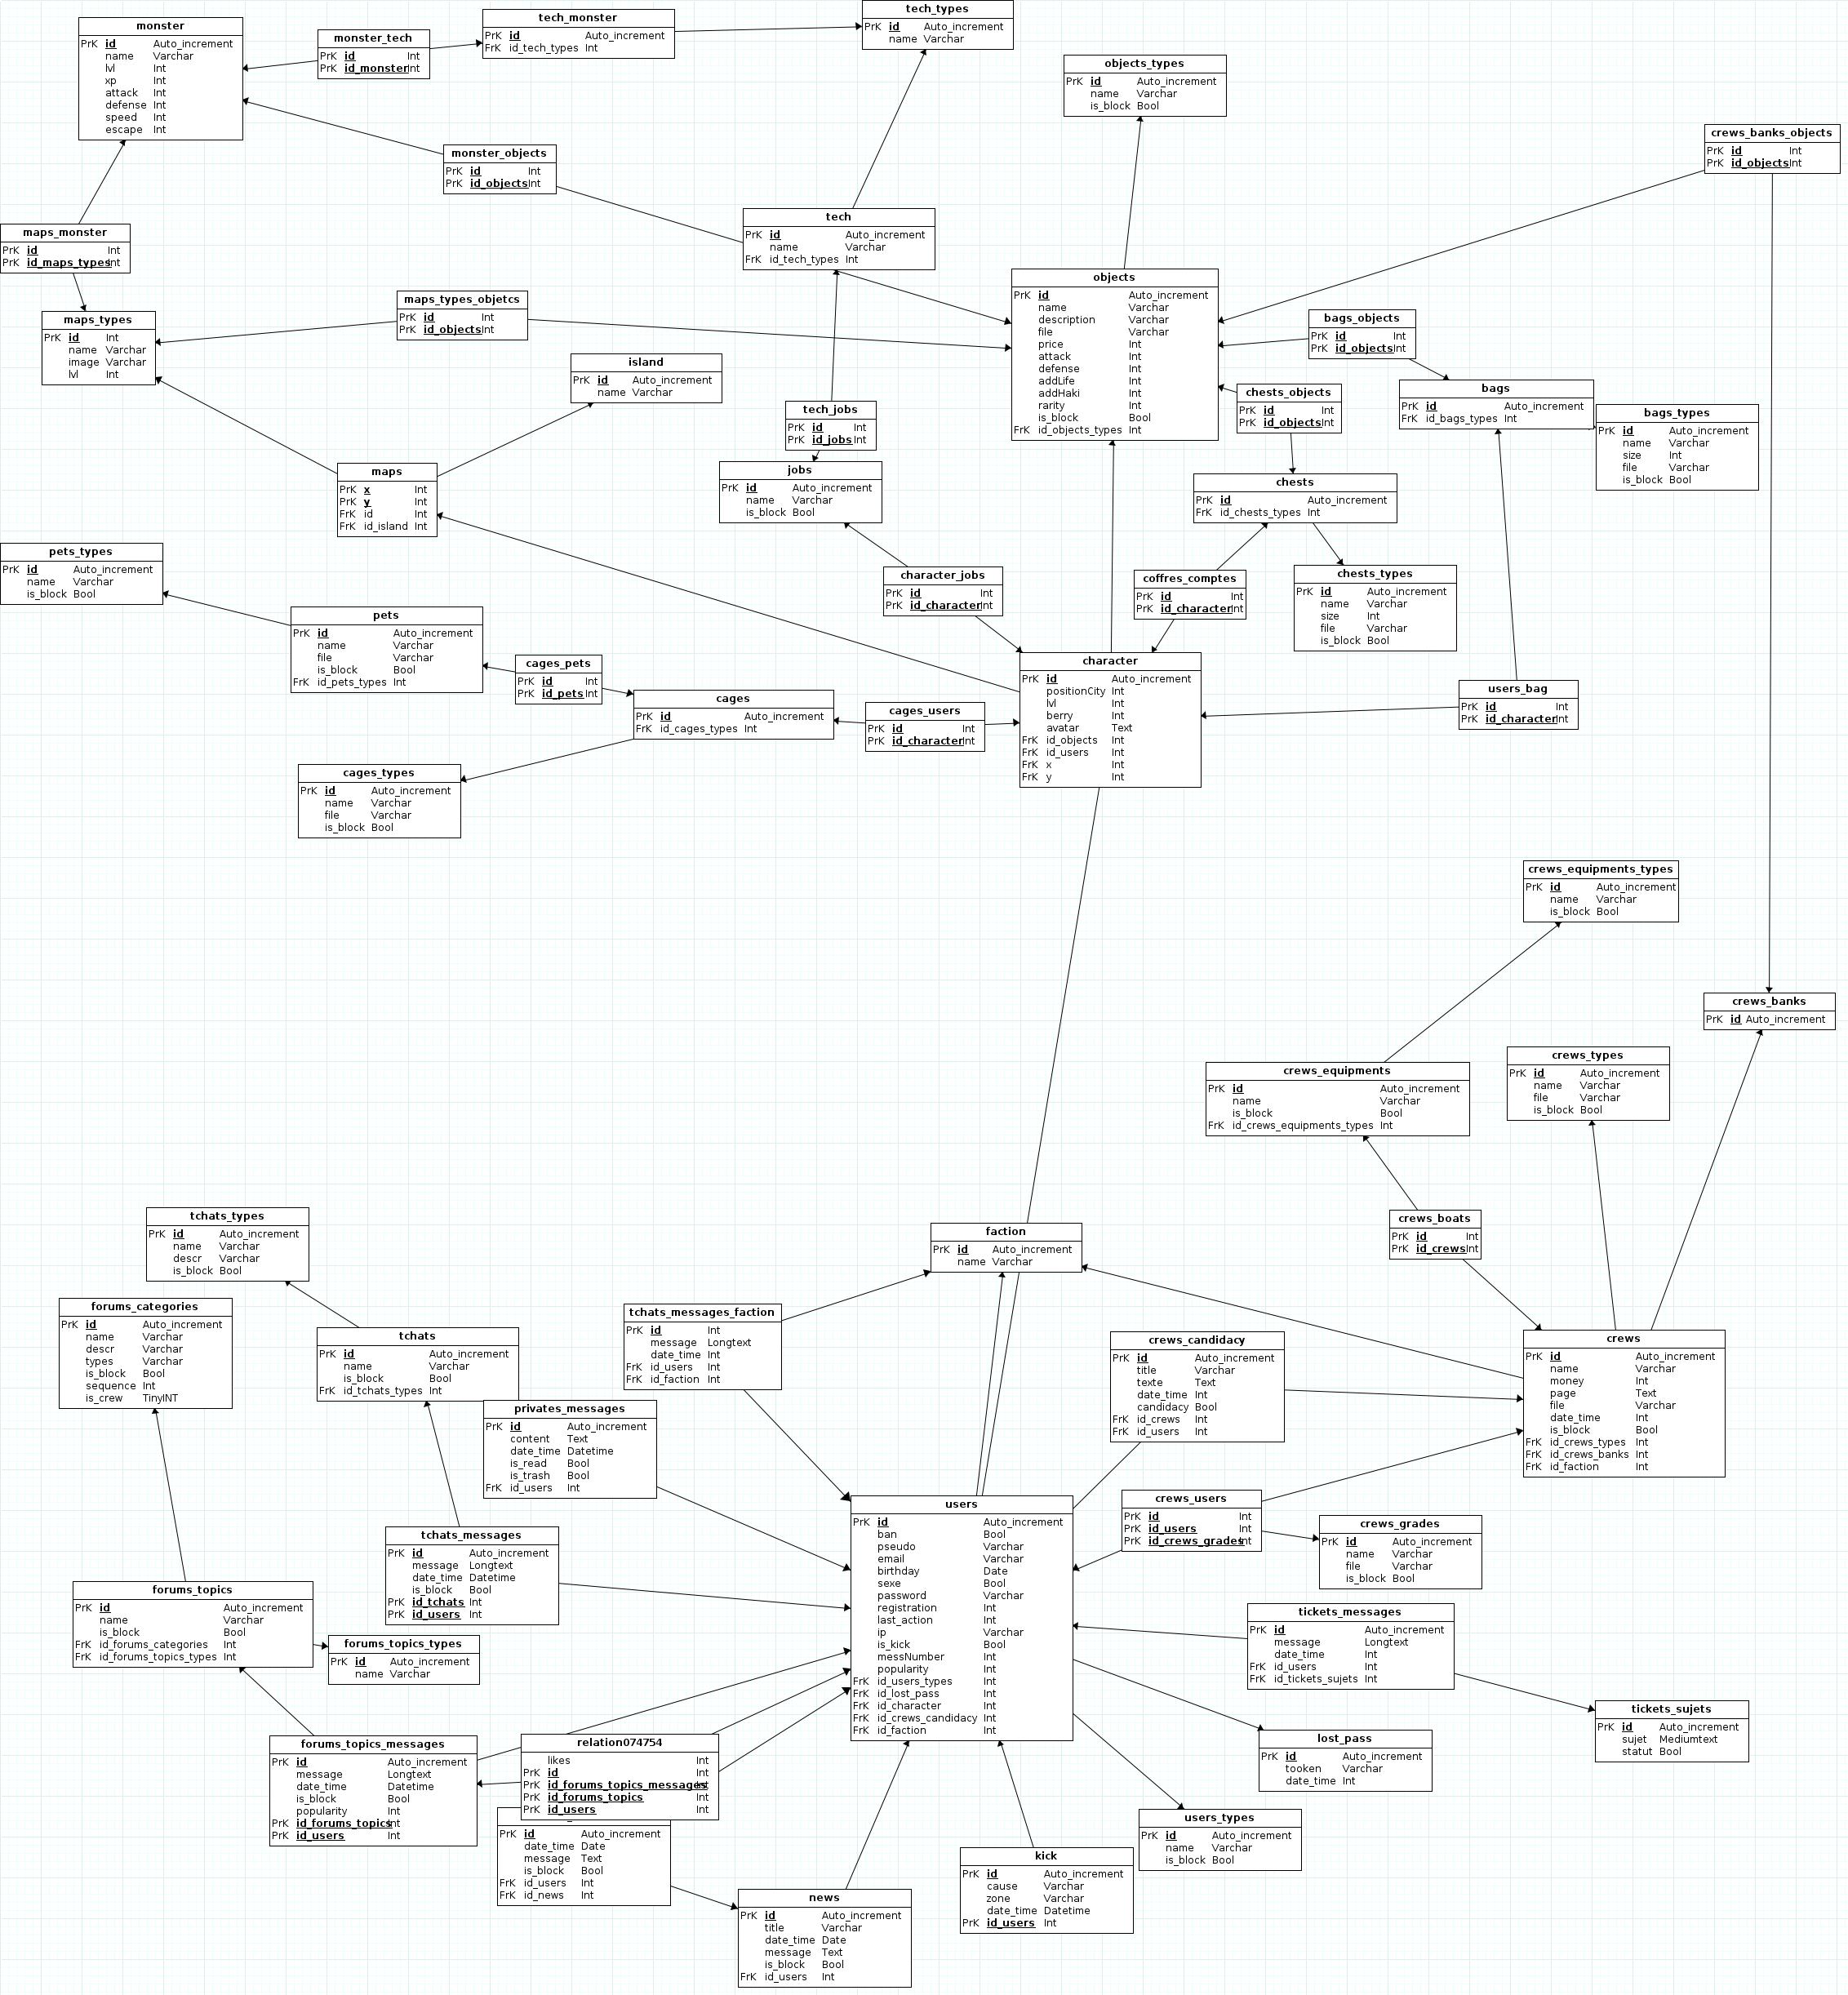 monster
PrK id Auto_increment
name Varchar
lvl Int
xp Int
attack Int
defense Int
speed Int
escape Int
monster_tech
PrK id Int
PrK id_monster Int
tech_monster
PrK id Auto_increment
FrK id_tech_types Int
tech_types
PrK id Auto_increment
name Varchar
objects_types
PrK id Auto_increment
name Varchar
is_block Bool
crews_banks_objects
PrK id Int
PrK id_objects Int
monster_objects
PrK id Int
PrK id_objects Int
tech
PrK id Auto_increment
name Varchar
FrK id_tech_types Int
maps_monster
PrK id Int
PrK id_maps_types Int
maps_types
PrK id Int
name Varchar
image Varchar
lvl Int
maps_types_objetcs
PrK id Int
PrK id_objects Int
island
PrK id Auto_increment
name Varchar
objects
PrK id Auto_increment
name Varchar
description Varchar
file Varchar
price Int
attack Int
defense Int
addLife Int
addHaki Int
rarity Int
is_block Bool
FrK id_objects_types Int
bags_objects
PrK id Int
PrK id_objects Int
chests_objects
PrK id Int
PrK id_objects Int
bags
PrK id Auto_increment
FrK id_bags_types Int
bags_types
PrK id Auto_increment
name Varchar
size Int
file Varchar
is_block Bool
tech_jobs
PrK id Int
PrK id_jobs Int
jobs
PrK id Auto_increment
name Varchar
is_block Bool
maps
PrK x Int
PrK y Int
FrK id Int
FrK id_island Int
chests
PrK id Auto_increment
FrK id_chests_types Int
pets_types
PrK id Auto_increment
name Varchar
is_block Bool
character_jobs
PrK id Int
PrK id_character Int
coffres_comptes
PrK id Int
PrK id_character Int
chests_types
PrK id Auto_increment
name Varchar
size Int
file Varchar
is_block Bool
pets
PrK id Auto_increment
name Varchar
file Varchar
is_block Bool
FrK id_pets_types Int
cages_pets
PrK id Int
PrK id_pets Int
cages
PrK id Auto_increment
FrK id_cages_types Int
cages_users
PrK id Int
PrK id_character Int
character
PrK id Auto_increment
positionCity Int
lvl Int
berry Int
avatar Text
FrK id_objects Int
FrK id_users Int
FrK x Int
FrK y Int
users_bag
PrK id Int
PrK id_character Int
cages_types
PrK id Auto_increment
name Varchar
file Varchar
is_block Bool
crews_equipments_types
PrK id Auto_increment
name Varchar
is_block Bool
crews_banks
PrK id Auto_increment
crews_equipments
PrK id Auto_increment
name Varchar
is_block Bool
FrK id_crews_equipments_types Int
crews_types
PrK id Auto_increment
name Varchar
file Varchar
is_block Bool
tchats_types
PrK id Auto_increment
name Varchar
descr Varchar
is_block Bool
faction
PrK id Auto_increment
name Varchar
crews_boats
PrK id Int
PrK id_crews Int
forums_categories
PrK id Auto_increment
name Varchar
descr Varchar
types Varchar
is_block Bool
sequence Int
is_crew TinyINT
tchats
PrK id Auto_increment
name Varchar
is_block Bool
FrK id_tchats_types Int
tchats_messages_faction
PrK id Int
message Longtext
date_time Int
FrK id_users Int
FrK id_faction Int
crews_candidacy
PrK id Auto_increment
title Varchar
texte Text
date_time Int
candidacy Bool
FrK id_crews Int
FrK id_users Int
crews
PrK id Auto_increment
name Varchar
money Int
page Text
file Varchar
date_time Int
is_block Bool
FrK id_crews_types Int
FrK id_crews_banks Int
FrK id_faction Int
privates_messages
PrK id Auto_increment
content Text
date_time Datetime
is_read Bool
is_trash Bool
FrK id_users Int
users
PrK id Auto_increment
ban Bool
pseudo Varchar
email Varchar
birthday Date
sexe Bool
password Varchar
registration Int
last_action Int
ip Varchar
is_kick Bool
messNumber Int
popularity Int
FrK id_users_types Int
FrK id_lost_pass Int
FrK id_character Int
FrK id_crews_candidacy Int
FrK id_faction Int
crews_users
PrK id Int
PrK id_users Int
PrK id_crews_grades Int
crews_grades
PrK id Auto_increment
name Varchar
file Varchar
is_block Bool
tchats_messages
PrK id Auto_increment
message Longtext
date_time Datetime
is_block Bool
PrK id_tchats Int
PrK id_users Int
forums_topics
PrK id Auto_increment
name Varchar
is_block Bool
FrK id_forums_categories Int
FrK id_forums_topics_types Int
forums_topics_types
PrK id Auto_increment
name Varchar
tickets_messages
PrK id Auto_increment
message Longtext
date_time Int
FrK id_users Int
FrK id_tickets_sujets Int
tickets_sujets
PrK id Auto_increment
sujet Mediumtext
statut Bool
forums_topics_messages
PrK id Auto_increment
message Longtext
date_time Datetime
is_block Bool
popularity Int
PrK id_forums_topics Int
PrK id_users Int
relation074754
likes Int
PrK id Int
PrK id_forums_topics_messages Int
PrK id_forums_topics Int
PrK id_users Int
PrK id Auto_increment
date_time Date
message Text
is_block Bool
FrK id_users Int
FrK id_news Int
lost_pass
PrK id Auto_increment
tooken Varchar
date_time Int
users_types
PrK id Auto_increment
name Varchar
is_block Bool
kick
PrK id Auto_increment
cause Varchar
zone Varchar
date_time Datetime
PrK id_users Int
news
PrK id Auto_increment
title Varchar
date_time Date
message Text
is_block Bool
FrK id_users Int